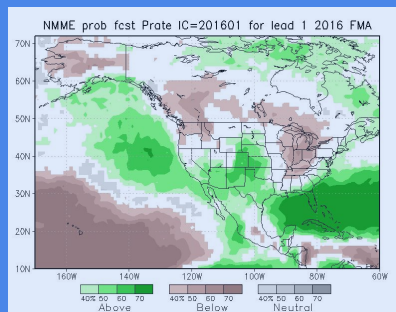 NMME prob fcst Prate IC=201601 for lead 1 2016 FMA
70N
60N
50N
40N
30N
20N
10N
160W 140W 120W 100W 80W 60W
40% 50 60 70 40% 50 60 70 40% 50 60 70
Above Below Neutral